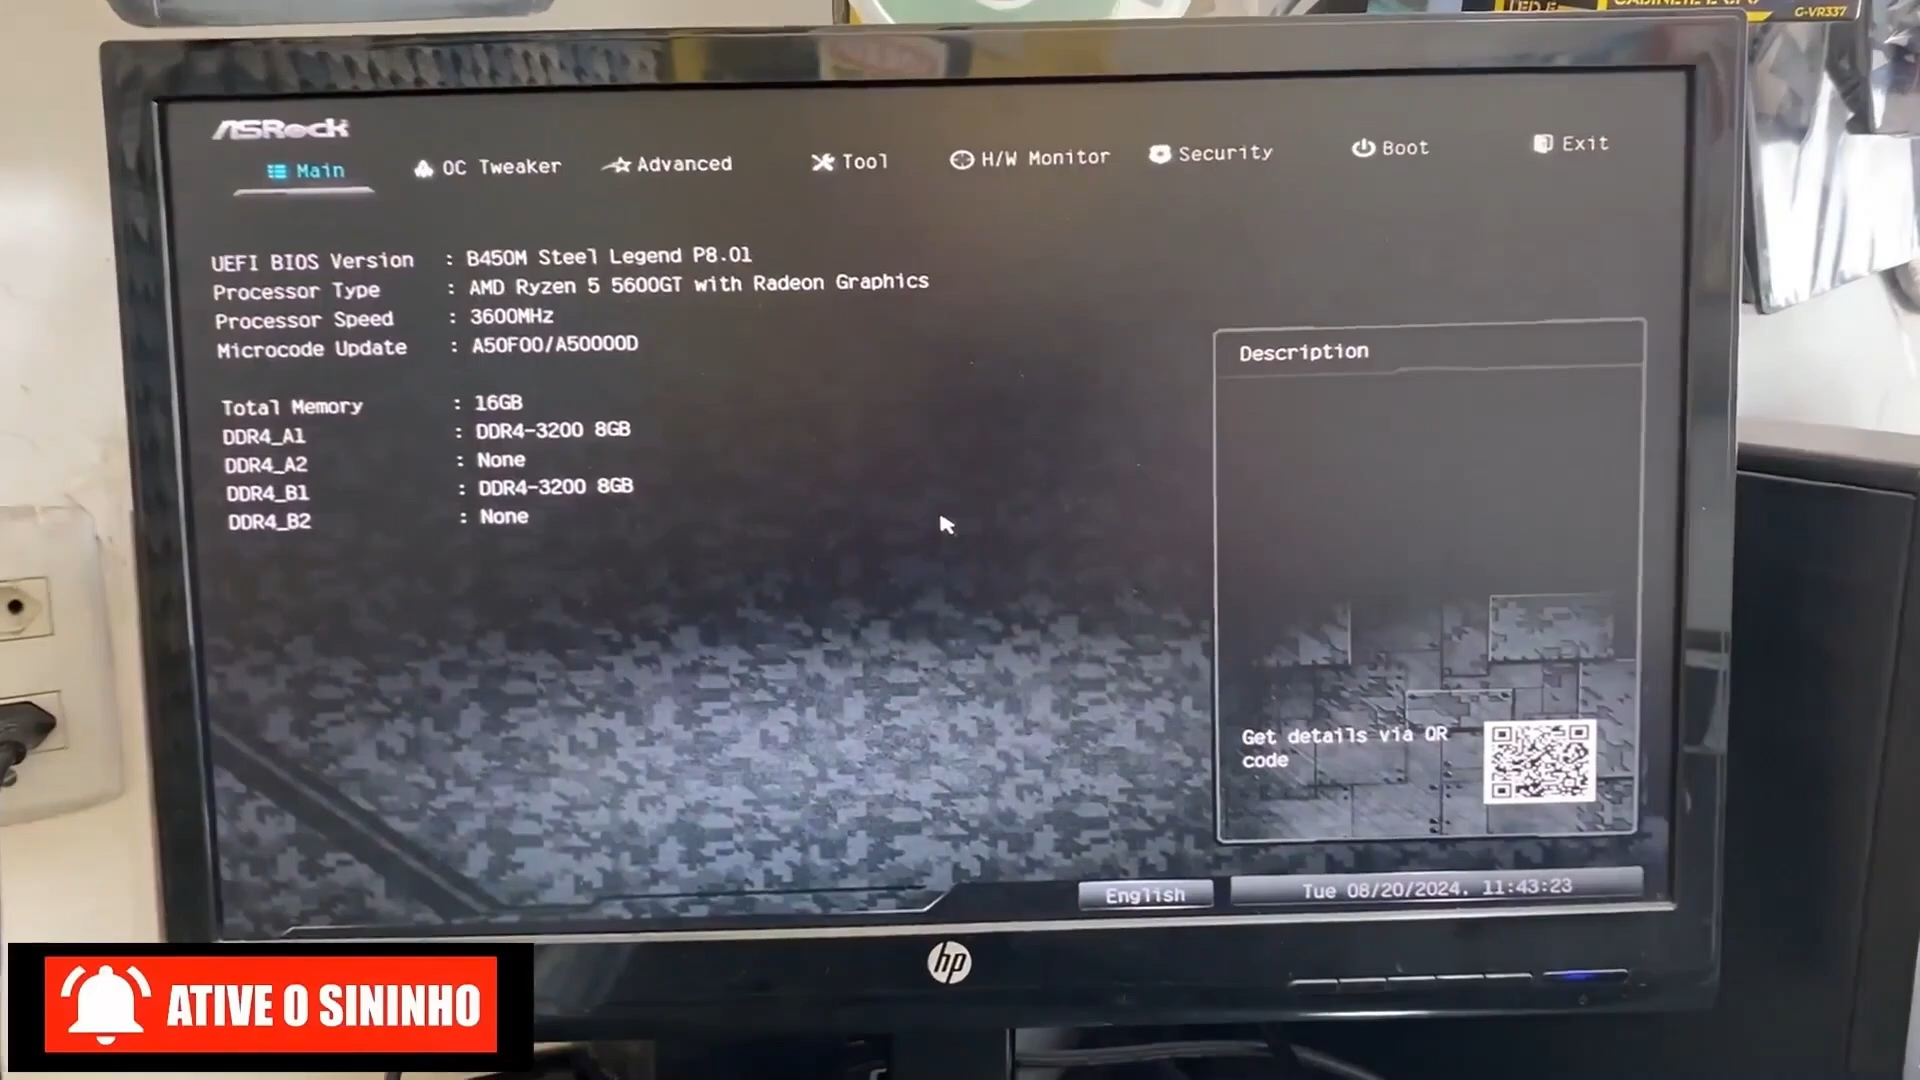 G-VR337
ASRock
Main
OC Tweaker
Advanced
Tool
H/W Monitor
Security
Boot
Exit
UEFI BIOS Version : B450M Steel Legend P8.01
Processor Type : AMD Ryzen 5 5600GT with Radeon Graphics
Processor Speed : 3600MHz
Microcode Update : A50F00/A50000D
Total Memory : 16GB
DDR4_A1 : DDR4-3200 8GB
DDR4_A2 : None
DDR4_B1 : DDR4-3200 8GB
DDR4_B2 : None
Description
Get details via QR
code
English
Tue 08/20/2024. 11:43:23
hp
ATIVE O SININHO